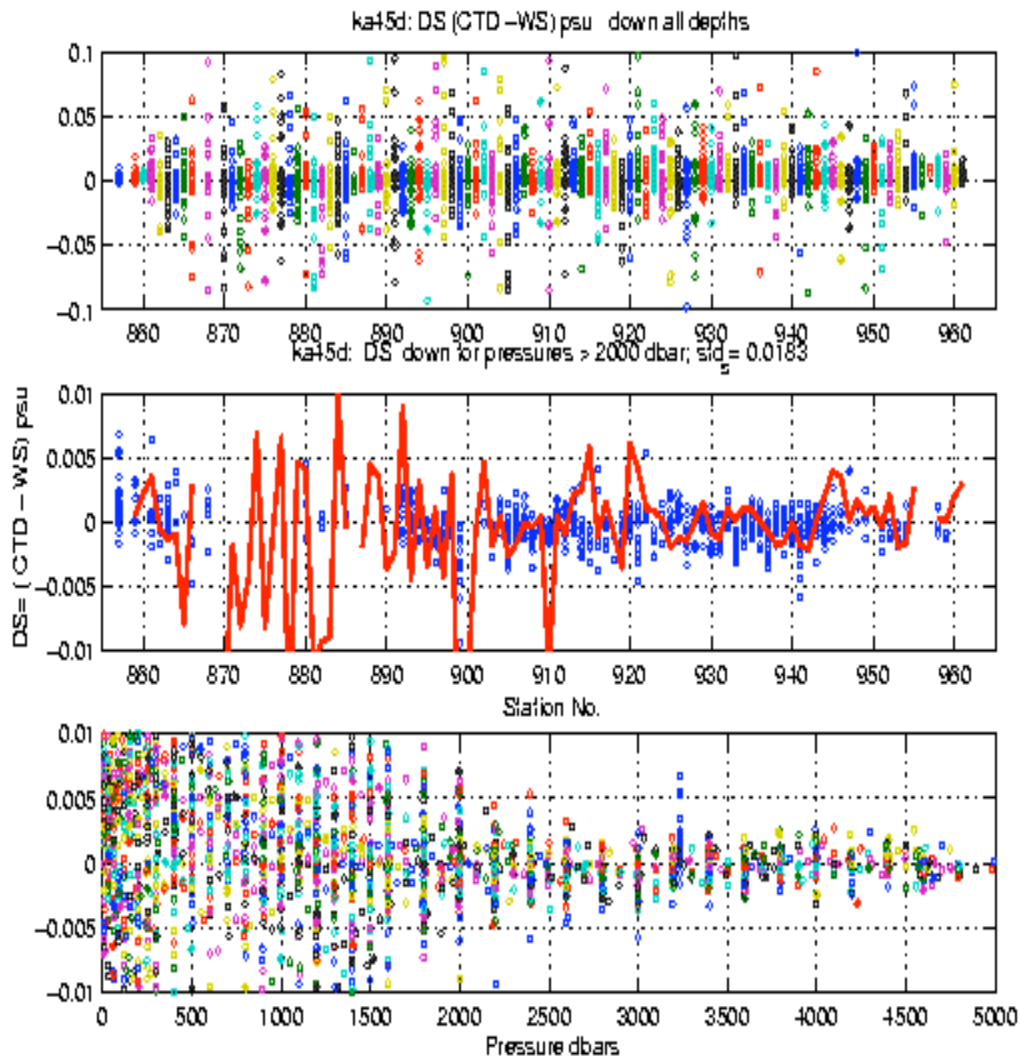 ka45d: DS (CTD –WS) psu down all depths
0.1
0.05
0
–0.05
–0.1
860 870 880 890 900 910 920 930 940 950 960
ka45d: DS down for pressures > 2000 dbar; std_s = 0.0183
DS= ( CTD – WS) psu
0.01
0.005
0
–0.005
–0.01
860 870 880 890 900 910 920 930 940 950 960
Station No.
0.01
0.005
0
–0.005
–0.01
0 500 1000 1500 2000 2500 3000 3500 4000 4500 5000
Pressure dbars